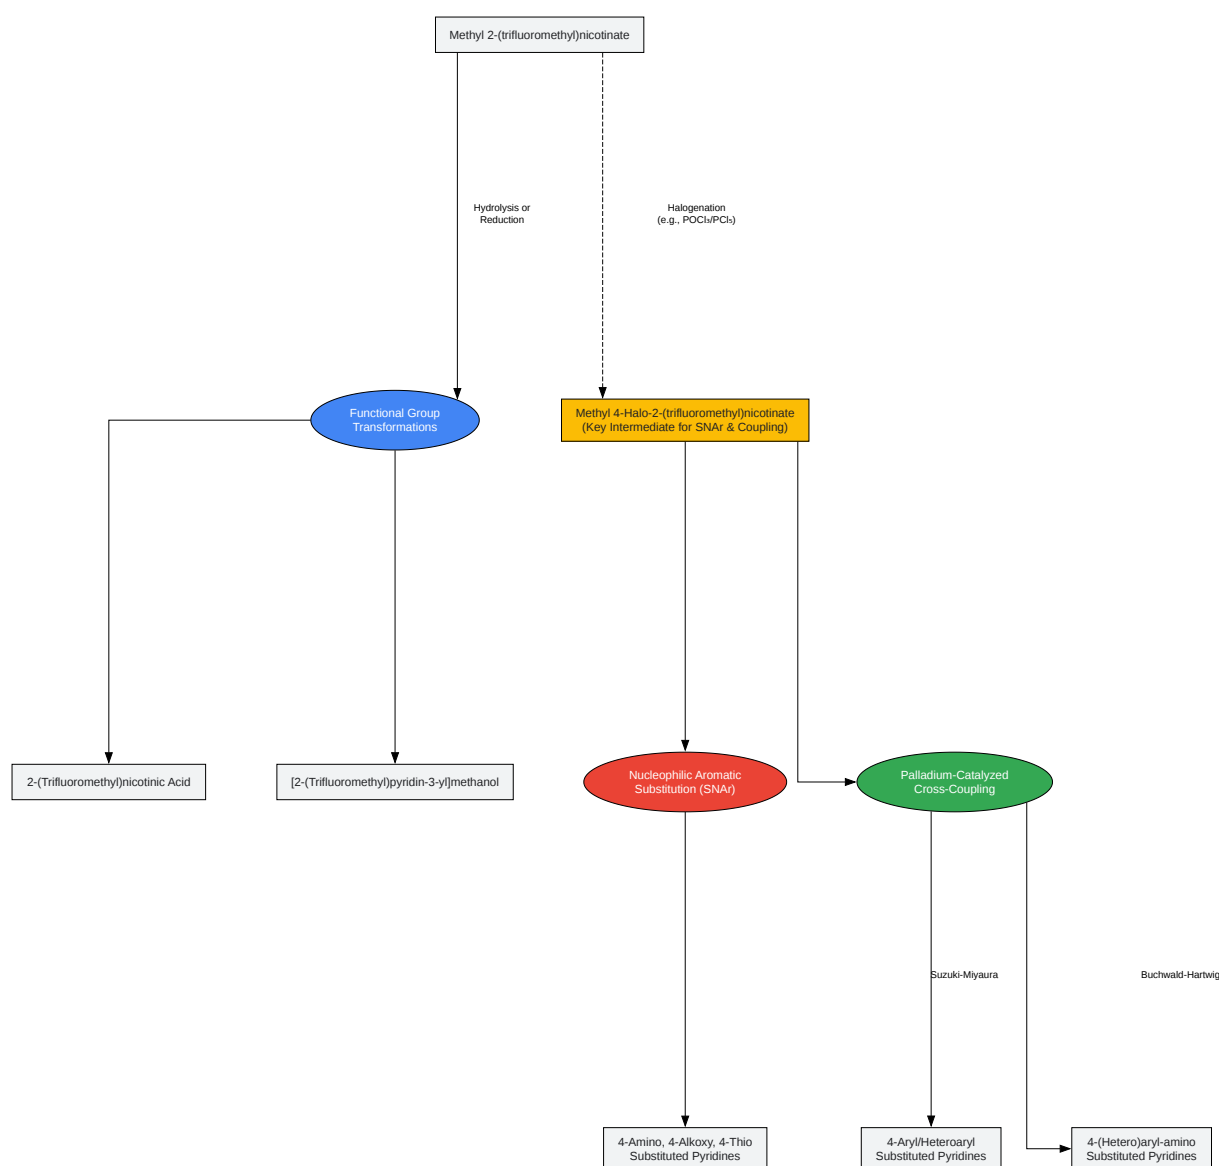 Methyl 2-(trifluoromethyl)nicotinate
Hydrolysis or
Reduction
Halogenation
(e.g., POCl₃/PCl₅)
Functional Group
Transformations
Methyl 4-Halo-2-(trifluoromethyl)nicotinate
(Key Intermediate for SNAr & Coupling)
2-(Trifluoromethyl)nicotinic Acid
[2-(Trifluoromethyl)pyridin-3-yl]methanol
Nucleophilic Aromatic
Substitution (SNAr)
Palladium-Catalyzed
Cross-Coupling
Suzuki-Miyaura
Buchwald-Hartwig
4-Amino, 4-Alkoxy, 4-Thio
Substituted Pyridines
4-Aryl/Heteroaryl
Substituted Pyridines
4-(Hetero)aryl-amino
Substituted Pyridines